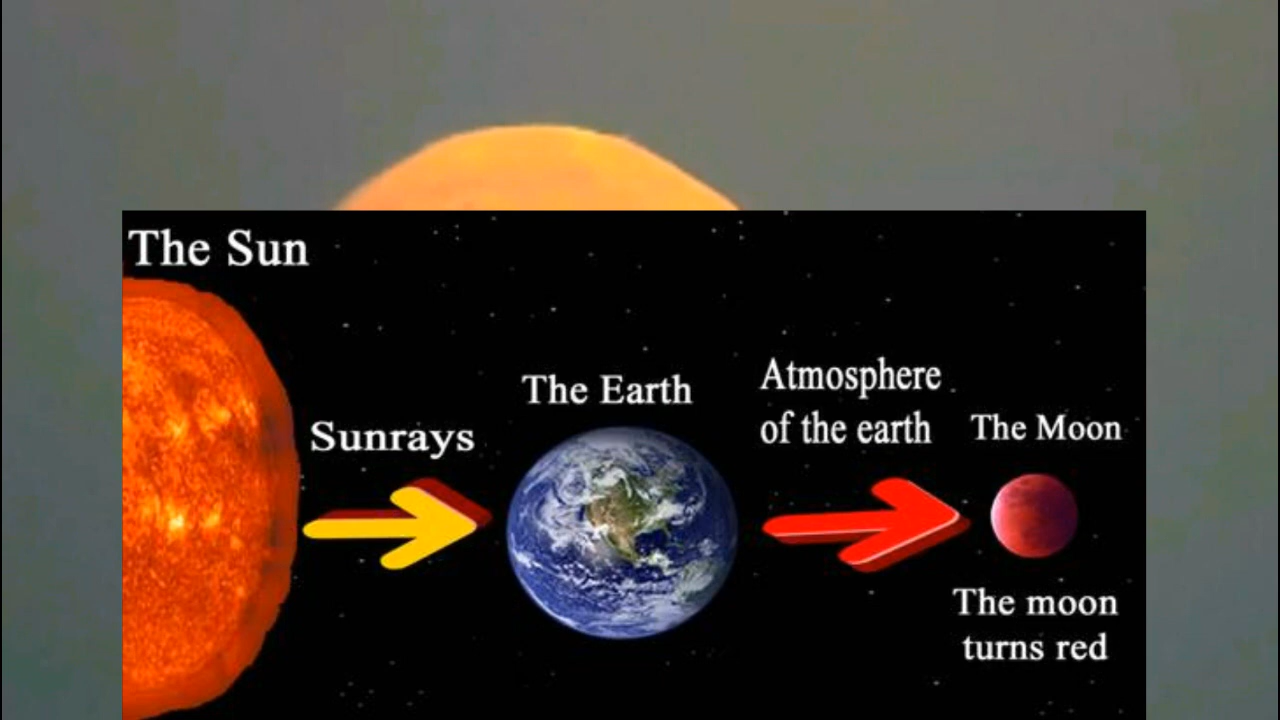 The Sun
The Earth
Atmosphere
of the earth
The Moon
Sunrays
The moon
turns red